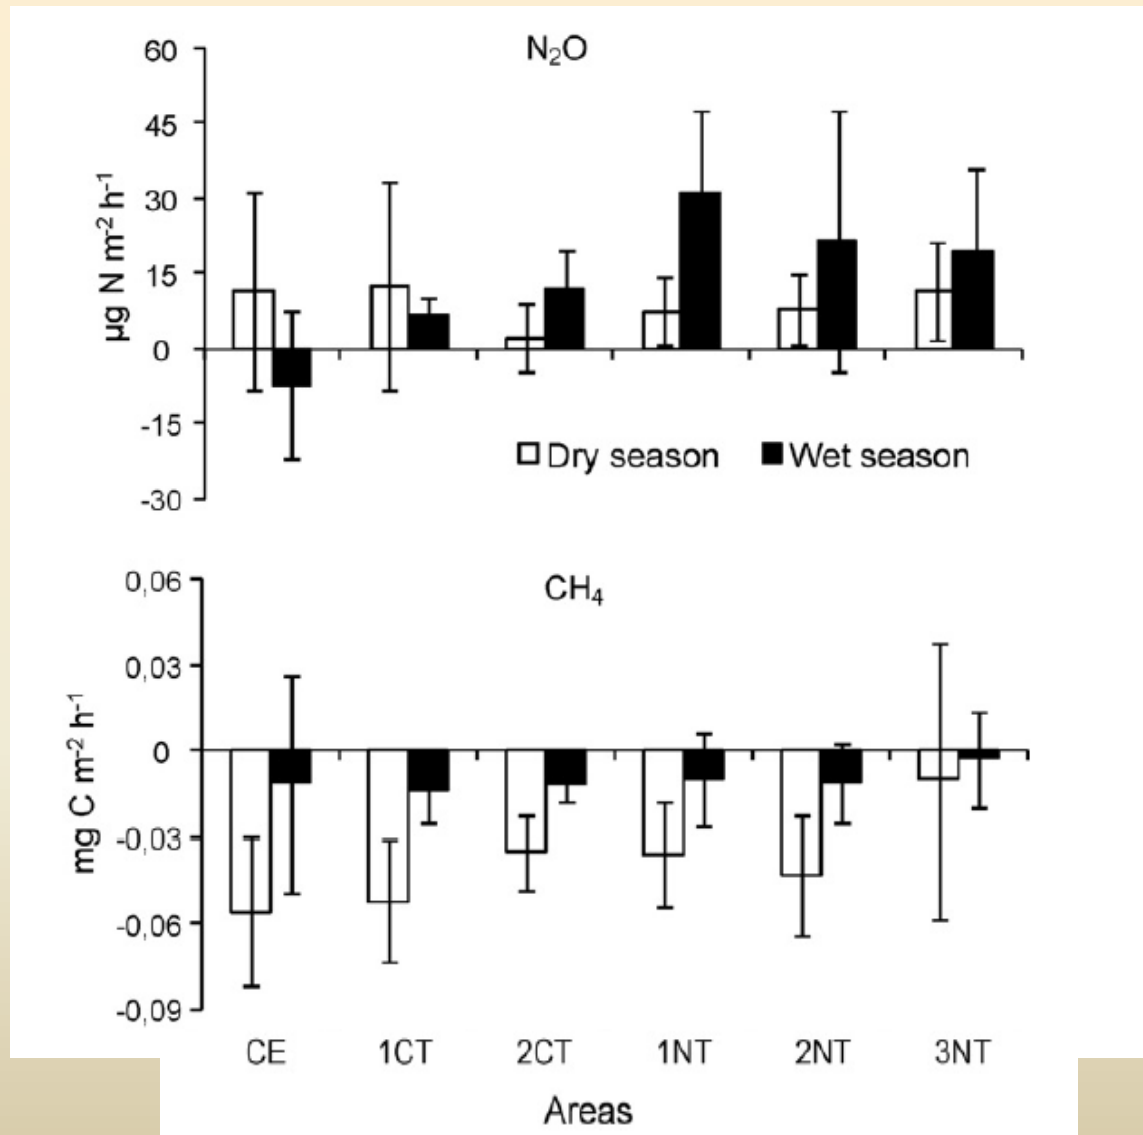 N₂O
60
45
30
15
0
-15
-30
µg N m⁻² h⁻¹
Dry season Wet season
CH₄
0,06
0,03
0
-0,03
-0,06
-0,09
mg C m⁻² h⁻¹
CE 1CT 2CT 1NT 2NT 3NT
Areas